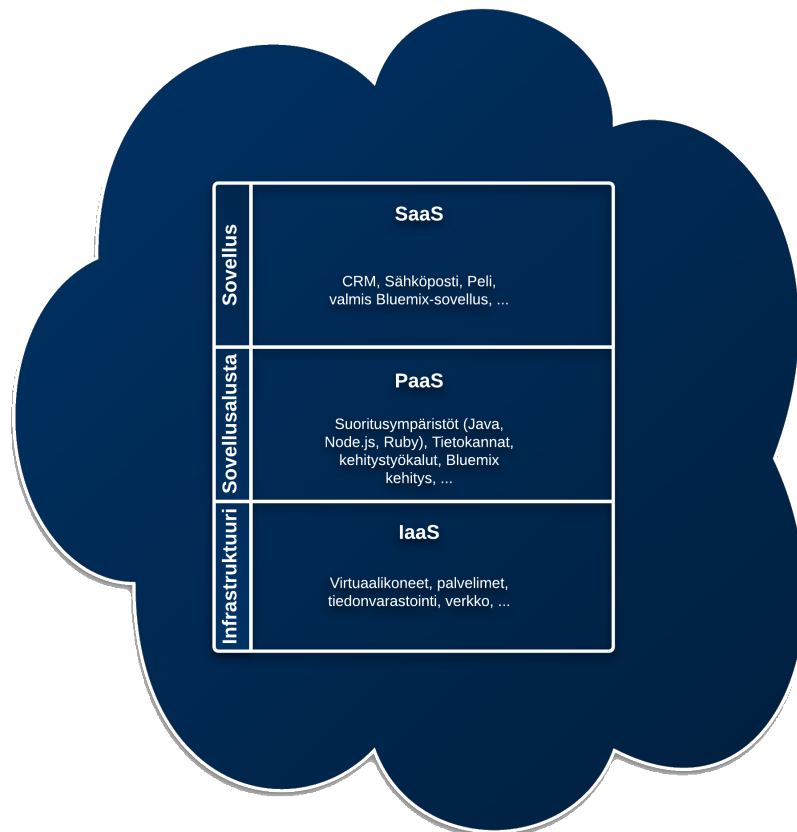 Sovellus
SaaS
CRM, Sähköposti, Peli,
valmis Bluemix-sovellus, ...
Sovellusalusta
PaaS
Suoritusympäristöt (Java,
Node.js, Ruby), Tietokannat,
kehitystyökalut, Bluemix
kehitys, ...
Infrastruktuuri
IaaS
Virtuaalikoneet, palvelimet,
tiedonvarastointi, verkko, ...